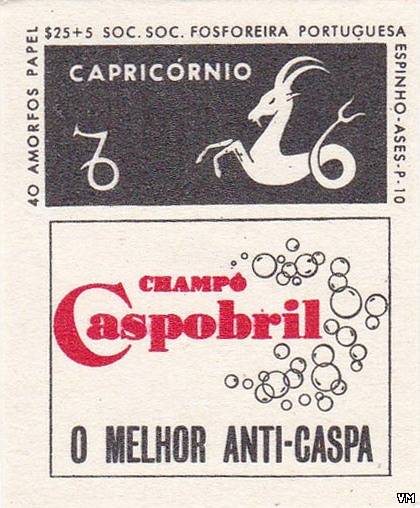 $25+5 SOC. SOC. FOSFOREIRA PORTUGUESA
40 AMORFOS PAPEL
ESPINHO-ASES-P-10
CAPRICÓRNIO
CHAMPÔ
Caspobril
O MELHOR ANTI-CASPA
VM